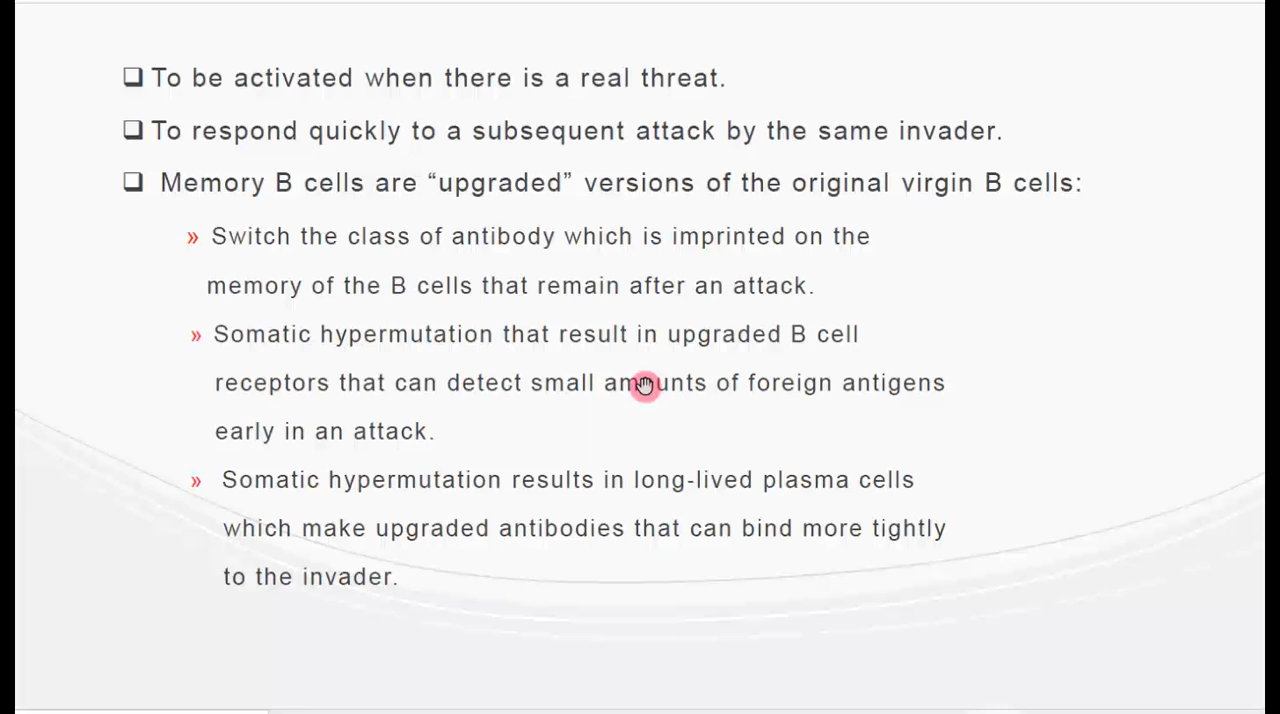 ❑ To be activated when there is a real threat.
❑ To respond quickly to a subsequent attack by the same invader.
❑ Memory B cells are “upgraded” versions of the original virgin B cells:
» Switch the class of antibody which is imprinted on the
memory of the B cells that remain after an attack.
» Somatic hypermutation that result in upgraded B cell
receptors that can detect small amounts of foreign antigens
early in an attack.
» Somatic hypermutation results in long-lived plasma cells
which make upgraded antibodies that can bind more tightly
to the invader.